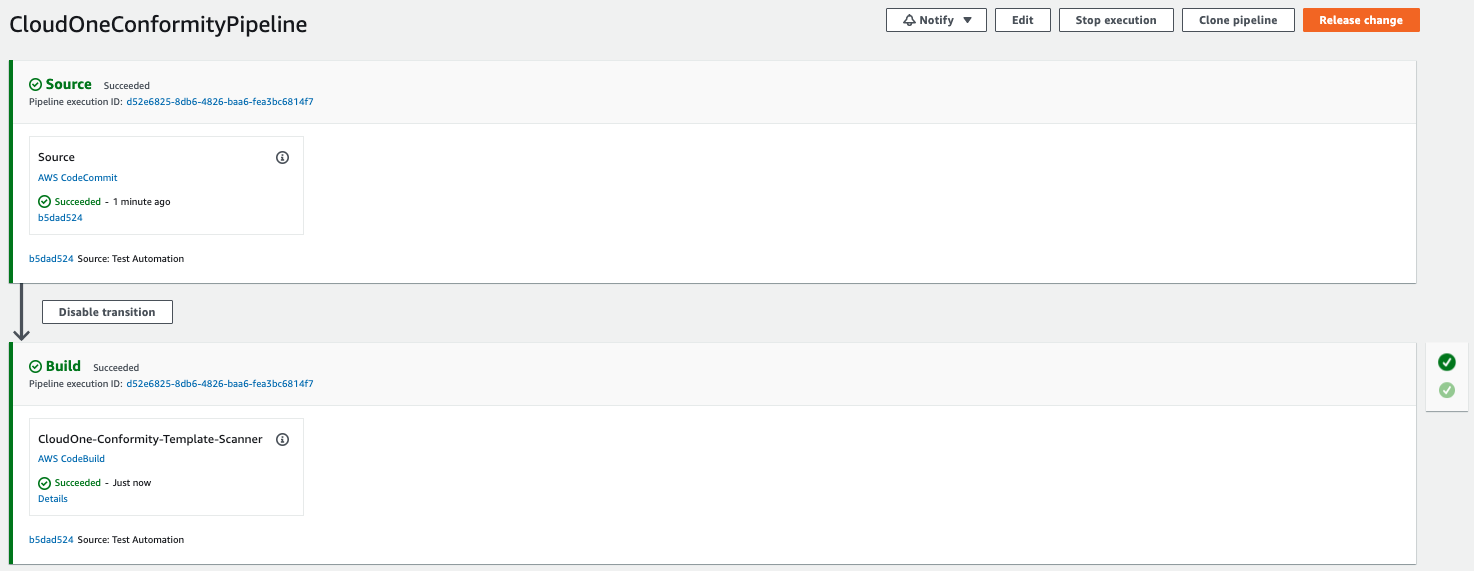 CloudOneConformityPipeline
Notify Edit Stop execution Clone pipeline Release change
Source Succeeded
Pipeline execution ID: d52e6825-8db6-4826-baa6-fea3bc6814f7
Source
AWS CodeCommit
Succeeded - 1 minute ago
b5dad524
b5dad524 Source: Test Automation
Disable transition
Build Succeeded
Pipeline execution ID: d52e6825-8db6-4826-baa6-fea3bc6814f7
CloudOne-Conformity-Template-Scanner
AWS CodeBuild
Succeeded - Just now
Details
b5dad524 Source: Test Automation